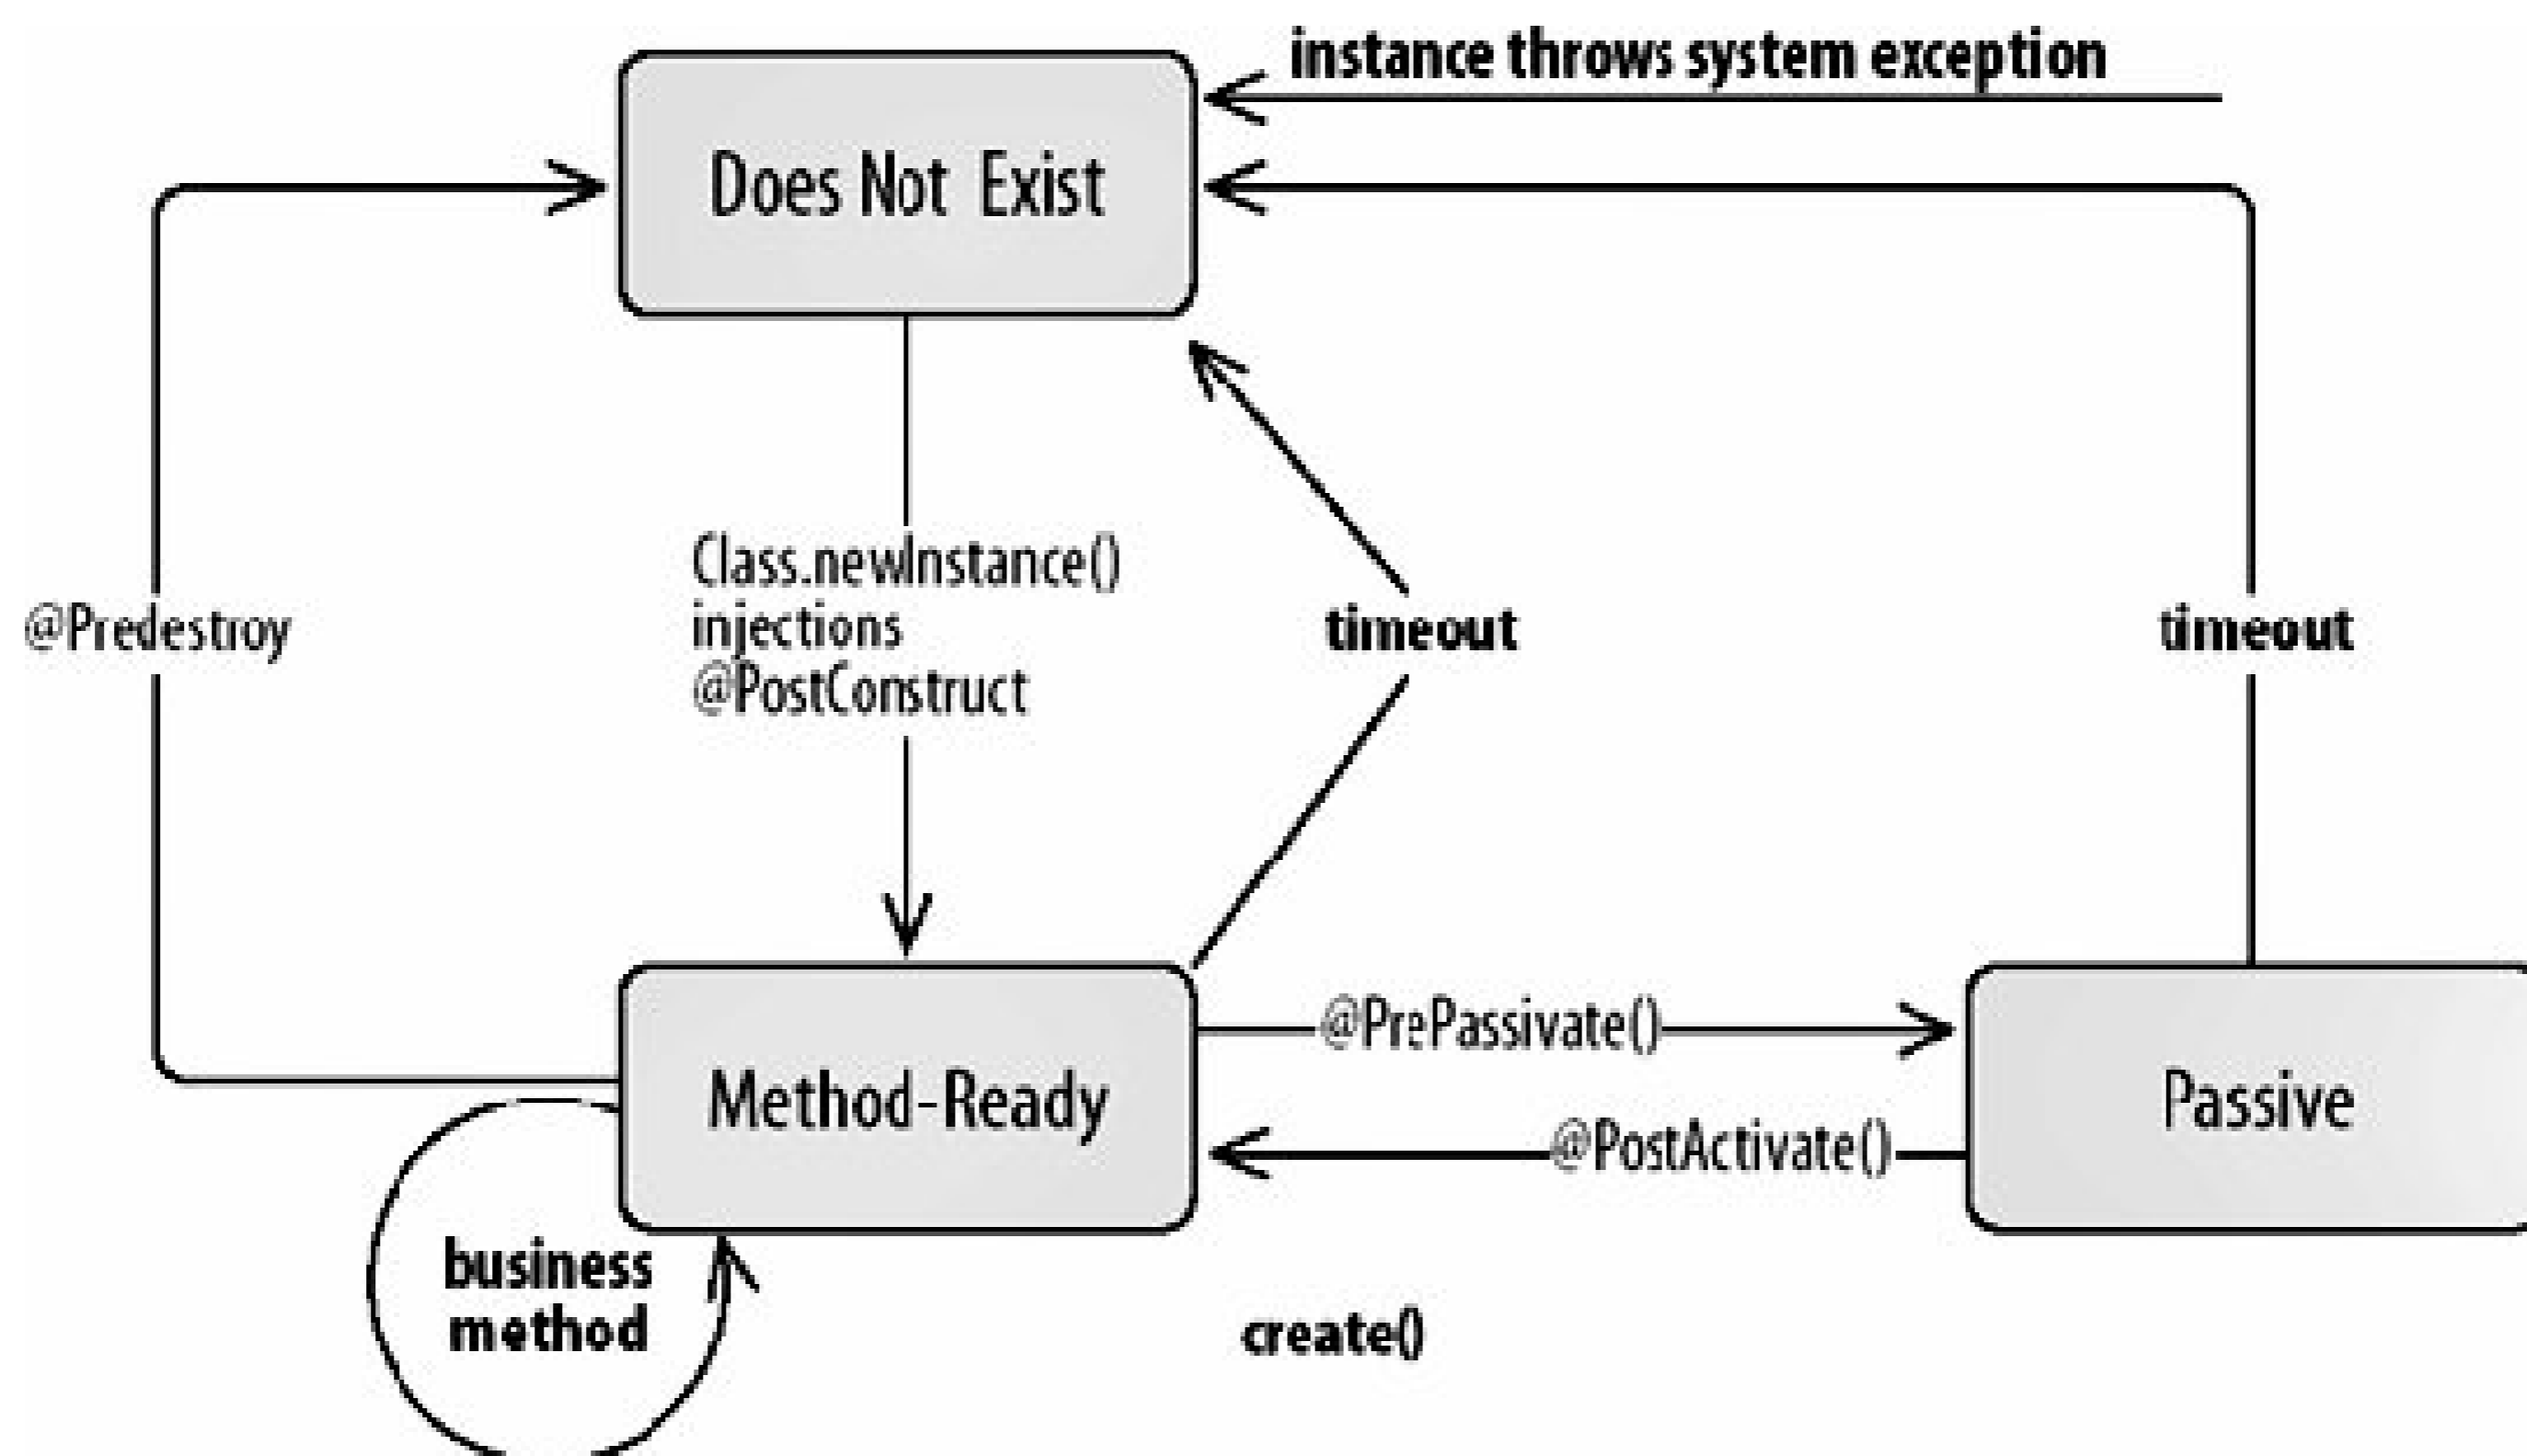 instance throws system exception
Does Not Exist
Class.newInstance()
injections
@PostConstruct
@Predestroy
timeout
timeout
@PrePassivate()
Method-Ready
Passive
@PostActivate()
business
method
create()